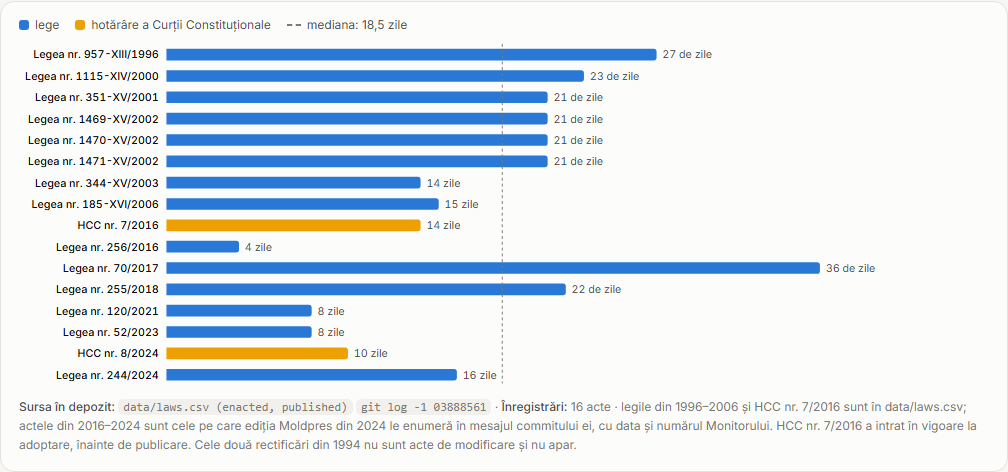 lege hotărâre a Curții Constituționale mediana: 18,5 zile
Legea nr. 957-XIII/1996 27 de zile
Legea nr. 1115-XIV/2000 23 de zile
Legea nr. 351-XV/2001 21 de zile
Legea nr. 1469-XV/2002 21 de zile
Legea nr. 1470-XV/2002 21 de zile
Legea nr. 1471-XV/2002 21 de zile
Legea nr. 344-XV/2003 14 zile
Legea nr. 185-XVI/2006 15 zile
HCC nr. 7/2016 14 zile
Legea nr. 256/2016 4 zile
Legea nr. 70/2017 36 de zile
Legea nr. 255/2018 22 de zile
Legea nr. 120/2021 8 zile
Legea nr. 52/2023 8 zile
HCC nr. 8/2024 10 zile
Legea nr. 244/2024 16 zile
Sursa în depozit: data/laws.csv (enacted, published) git log -1 03888561 · Înregistrări: 16 acte · legile din 1996–2006 și HCC nr. 7/2016 sunt în data/laws.csv;
actele din 2016–2024 sunt cele pe care ediția Moldpres din 2024 le enumeră în mesajul commitului ei, cu data și numărul Monitorului. HCC nr. 7/2016 a intrat în vigoare la
adoptare, înainte de publicare. Cele două rectificări din 1994 nu sunt acte de modificare și nu apar.